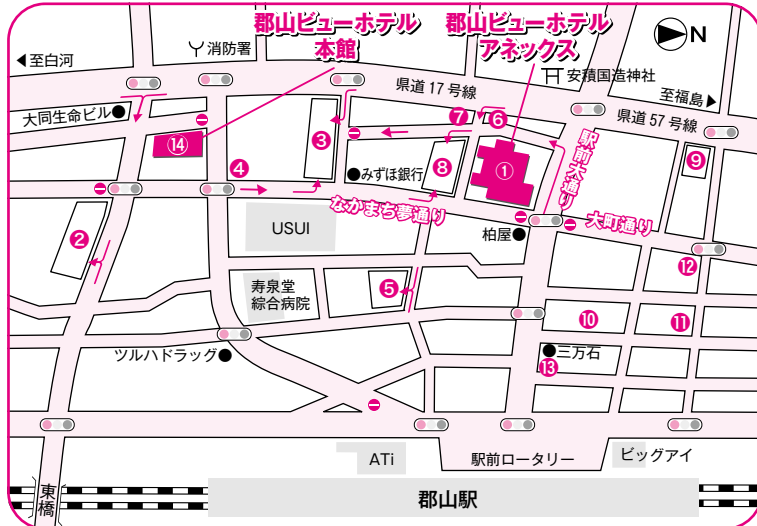 郡山ビューホテル
本館
郡山ビューホテル
アネックス
N
至白河
消防署
県道17号線
安積国造神社
至福島
県道57号線
大同生命ビル
⑭
④
③
⑦
⑥
⑧
①
⑨
みずほ銀行
駅前大通り
なかまち夢通り
大町通り
柏屋
②
USUI
⑫
寿泉堂
綜合病院
⑤
⑩
⑪
ツルハドラッグ
三万石
⑬
ATi
駅前ロータリー
ビッグアイ
東橋
郡山駅